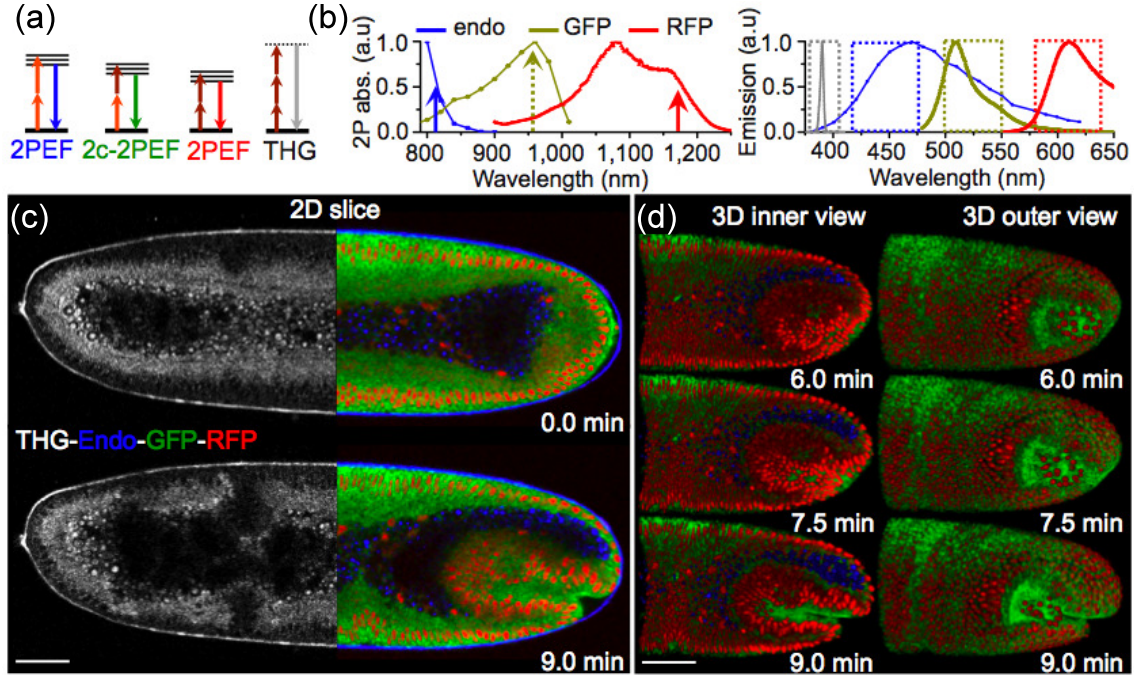 (a)
2PEF 2c-2PEF 2PEF THG
(b)
endo GFP RFP
2P abs. (a.u)
1.0
0.5
0.0
800 900 1,000 1,100 1,200
Wavelength (nm)
Emission (a.u)
1.0
0.5
0.0
400 450 500 550 600 650
Wavelength (nm)
(c)
2D slice
0.0 min
THG-Endo-GFP-RFP
9.0 min
(d)
3D inner view 3D outer view
6.0 min 6.0 min
7.5 min 7.5 min
9.0 min 9.0 min